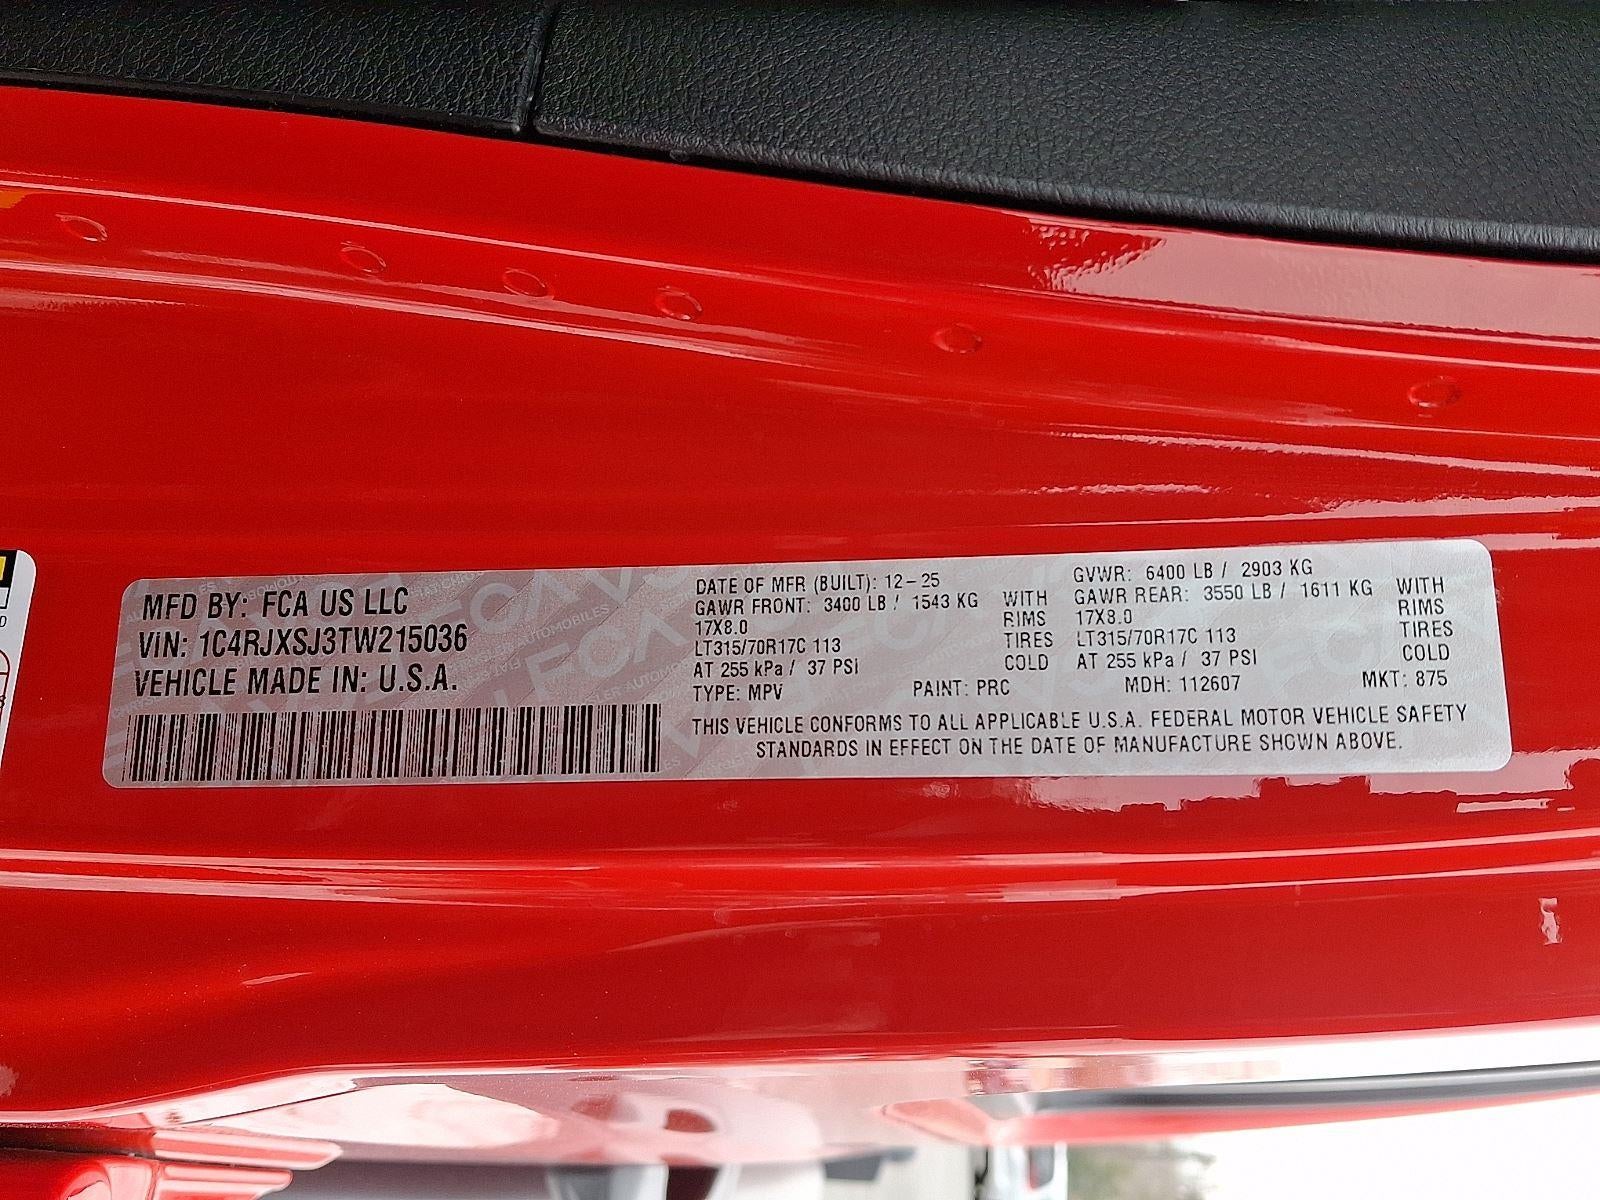 MFD BY: FCA US LLC
VIN: 1C4RJXSJ3TW215036
VEHICLE MADE IN: U.S.A.
DATE OF MFR (BUILT): 12-25
GAWR FRONT: 3400 LB / 1543 KG WITH
17X8.0 RIMS
LT315/70R17C 113 TIRES
AT 255 kPa / 37 PSI COLD
GVWR: 6400 LB / 2903 KG
GAWR REAR: 3550 LB / 1611 KG WITH
17X8.0 RIMS
LT315/70R17C 113 TIRES
AT 255 kPa / 37 PSI COLD
TYPE: MPV PAINT: PRC MDH: 112607 MKT: 875
THIS VEHICLE CONFORMS TO ALL APPLICABLE U.S.A. FEDERAL MOTOR VEHICLE SAFETY
STANDARDS IN EFFECT ON THE DATE OF MANUFACTURE SHOWN ABOVE.